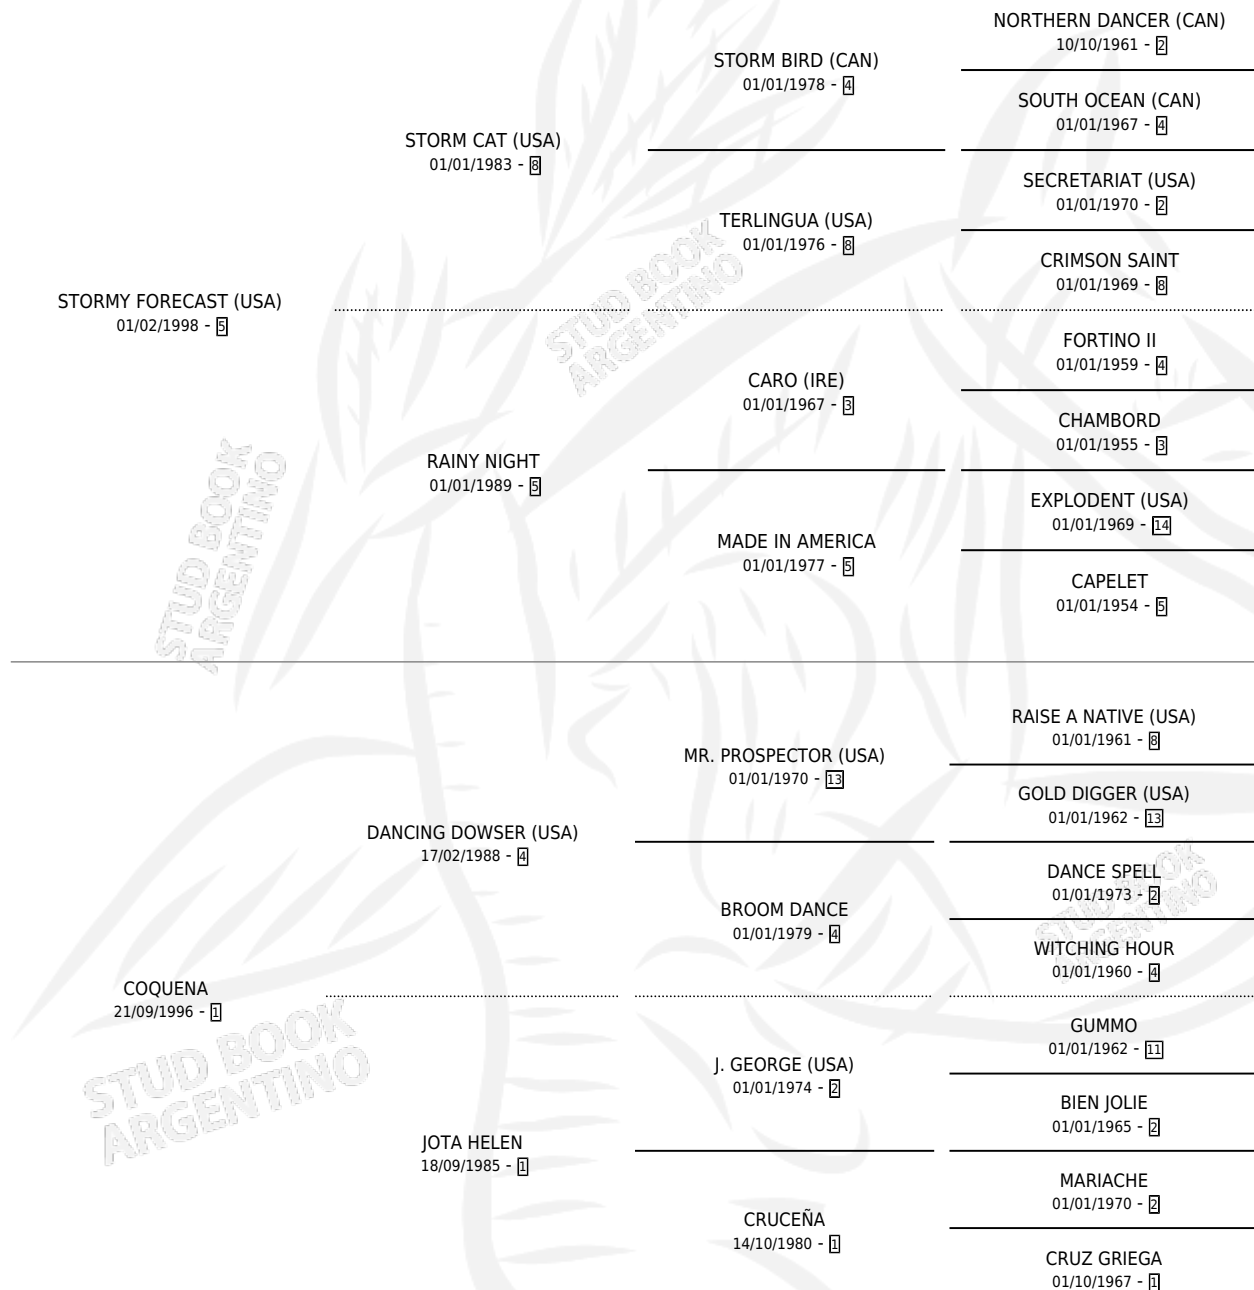 NORTHERN DANCER (CAN)
10/10/1961 - 2
STORM BIRD (CAN)
01/01/1978 - 4
SOUTH OCEAN (CAN)
01/01/1967 - 4
STORM CAT (USA)
01/01/1983 - 8
SECRETARIAT (USA)
01/01/1970 - 2
TERLINGUA (USA)
01/01/1976 - 8
CRIMSON SAINT
01/01/1969 - 8
STORMY FORECAST (USA)
01/02/1998 - 5
FORTINO II
01/01/1959 - 4
CARO (IRE)
01/01/1967 - 3
CHAMBORD
01/01/1955 - 3
RAINY NIGHT
01/01/1989 - 5
EXPLODENT (USA)
01/01/1969 - 14
MADE IN AMERICA
01/01/1977 - 5
CAPELET
01/01/1954 - 5
RAISE A NATIVE (USA)
01/01/1961 - 8
MR. PROSPECTOR (USA)
01/01/1970 - 13
GOLD DIGGER (USA)
01/01/1962 - 13
DANCING DOWSER (USA)
17/02/1988 - 4
DANCE SPELL
01/01/1973 - 2
BROOM DANCE
01/01/1979 - 4
WITCHING HOUR
01/01/1960 - 4
COQUENA
21/09/1996 - 1
GUMMO
01/01/1962 - 11
J. GEORGE (USA)
01/01/1974 - 2
BIEN JOLIE
01/01/1965 - 2
JOTA HELEN
18/09/1985 - 1
MARIACHE
01/01/1970 - 2
CRUCEÑA
14/10/1980 - 1
CRUZ GRIEGA
01/10/1967 - 1
STUD BOOK
ARGENTINO
STUD BOOK
ARGENTINO
STUD BOOK
ARGENTINO
STUD BOOK
ARGENTINO